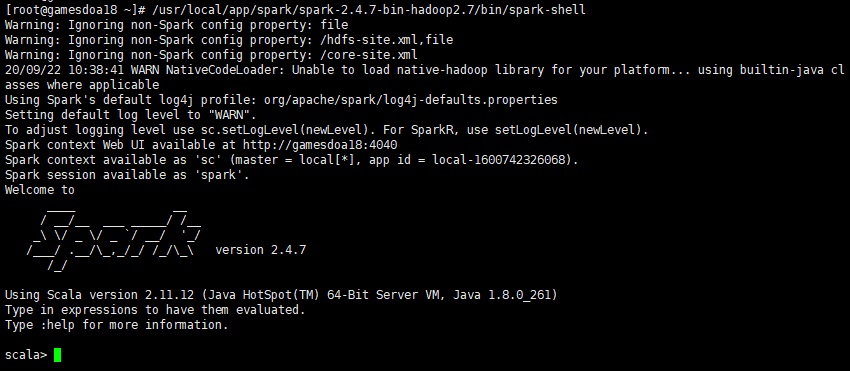 [root@gamesdoa18 ~]# /usr/local/app/spark/spark-2.4.7-bin-hadoop2.7/bin/spark-shell
Warning: Ignoring non-Spark config property: file
Warning: Ignoring non-Spark config property: /hdfs-site.xml,file
Warning: Ignoring non-Spark config property: /core-site.xml
20/09/22 10:38:41 WARN NativeCodeLoader: Unable to load native-hadoop library for your platform... using builtin-java cl
asses where applicable
Using Spark's default log4j profile: org/apache/spark/log4j-defaults.properties
Setting default log level to "WARN".
To adjust logging level use sc.setLogLevel(newLevel). For SparkR, use setLogLevel(newLevel).
Spark context Web UI available at http://gamesdoa18:4040
Spark context available as 'sc' (master = local[*], app id = local-1600742326068).
Spark session available as 'spark'.
Welcome to
      ____              __
     / __/__  ___ _____/ /__
    _\ \/ _ \/ _ `/ __/  '_/
   /___/ .__/\_,_/_/ /_/\_\   version 2.4.7
      /_/
Using Scala version 2.11.12 (Java HotSpot(TM) 64-Bit Server VM, Java 1.8.0_261)
Type in expressions to have them evaluated.
Type :help for more information.
scala>